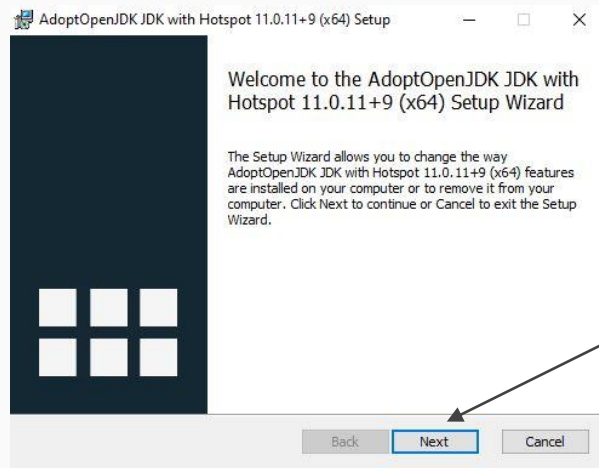 AdoptOpenJDK JDK with Hotspot 11.0.11+9 (x64) Setup
Welcome to the AdoptOpenJDK JDK with
Hotspot 11.0.11+9 (x64) Setup Wizard
The Setup Wizard allows you to change the way
AdoptOpenJDK JDK with Hotspot 11.0.11+9 (x64) features
are installed on your computer or to remove it from your
computer. Click Next to continue or Cancel to exit the Setup
Wizard.
Back Next Cancel